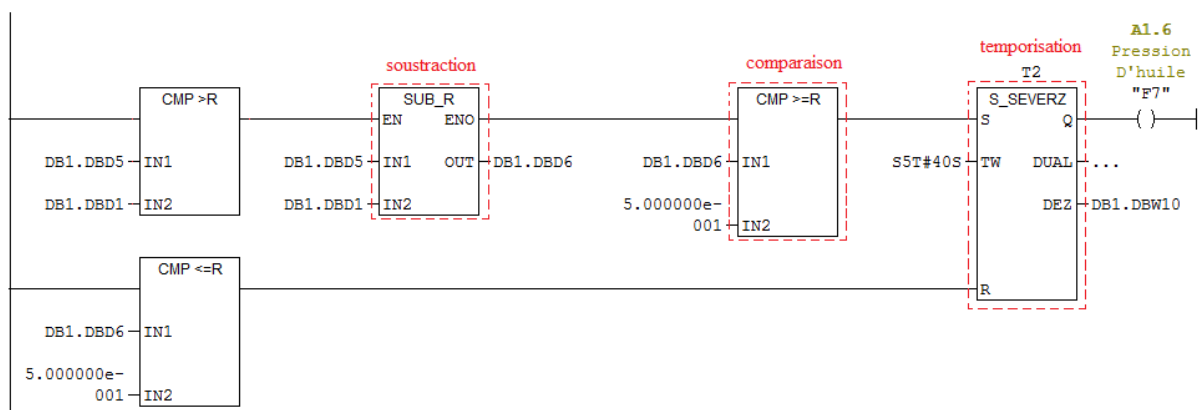 A1.6
Pression
D'huile
"F7"
temporisation
T2
soustraction
comparaison
CMP >R
SUB_R
CMP >=R
S_SEVERZ
EN ENO
S Q
DB1.DBD5 IN1
DB1.DBD5 IN1 OUT DB1.DBD6
DB1.DBD6 IN1
S5T#40S TW DUAL ...
DB1.DBD1 IN2
DB1.DBD1 IN2
5.000000e-
001 IN2
DEZ DB1.DBW10
CMP <=R
R
DB1.DBD6 IN1
5.000000e-
001 IN2